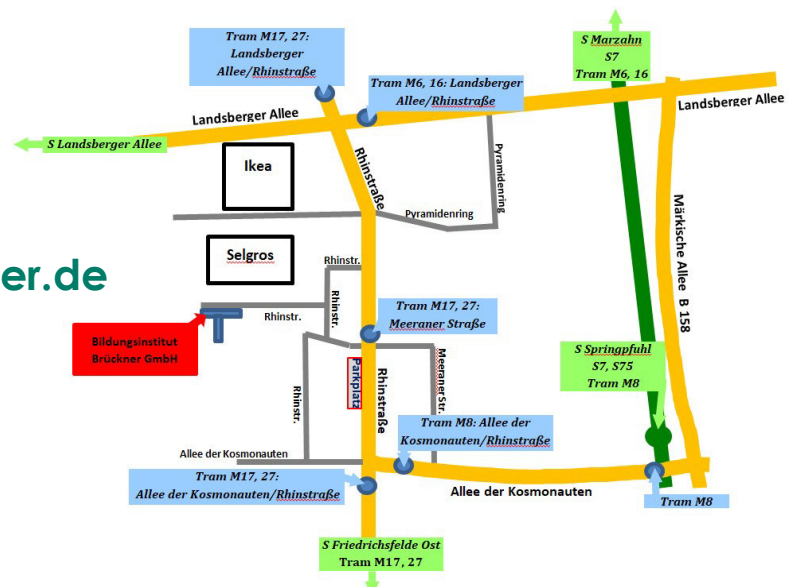 Tram M17, 27:
Landsberger
Allee/Rhinstraße
S Marzahn
S7
Tram M6, 16
Tram M6, 16: Landsberger
Allee/Rhinstraße
Landsberger Allee
Landsberger Allee
S Landsberger Allee
Ikea
Rhinstraße
Pyramidenring
Pyramidenring
Märkische Allee B 158
Selgros
Rhinstr.
er.de
Rhinstr.
Rhinstr.
Tram M17, 27:
Meeraner Straße
Bildungsinstitut
Brückner GmbH
S Springpfuhl
S7, S75
Tram M8
Parkplatz
Rhinstraße
Meeraner Str.
Rhinstr.
Tram M8: Allee der
Kosmonauten/Rhinstraße
Allee der Kosmonauten
Tram M17, 27:
Allee der Kosmonauten/Rhinstraße
Allee der Kosmonauten
Tram M8
S Friedrichsfelde Ost
Tram M17, 27